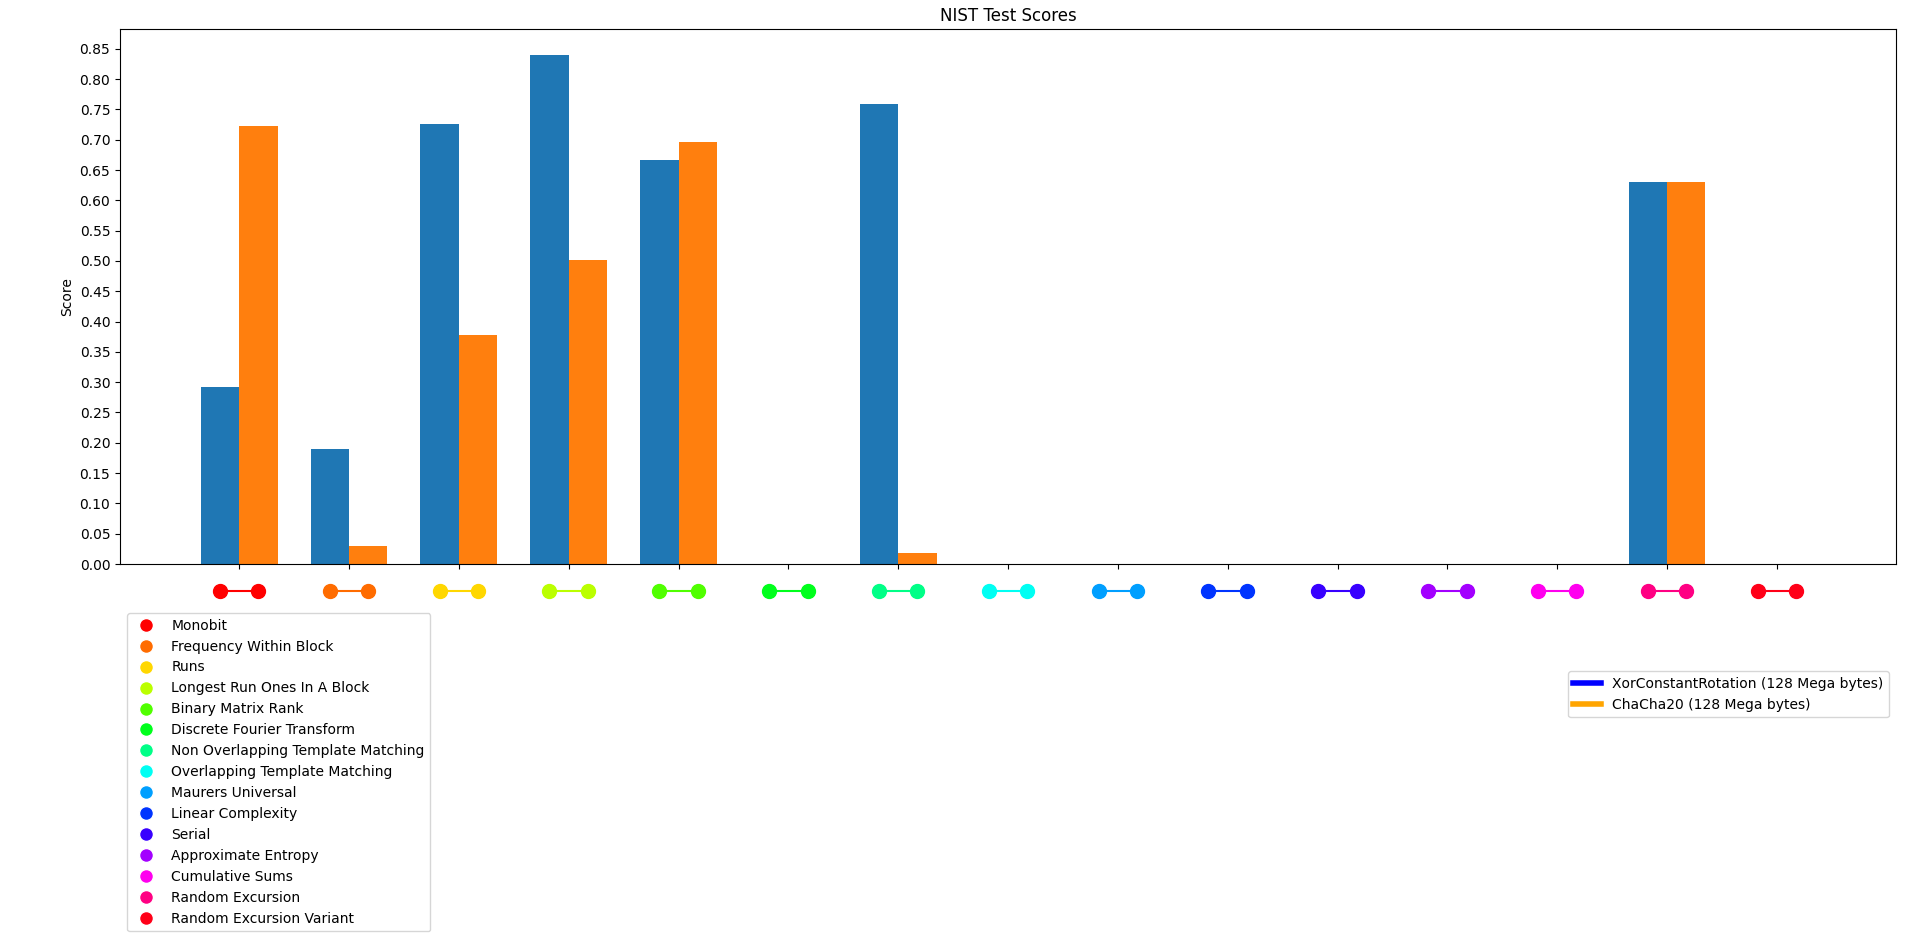 NIST Test Scores
Score
0.85
0.80
0.75
0.70
0.65
0.60
0.55
0.50
0.45
0.40
0.35
0.30
0.25
0.20
0.15
0.10
0.05
0.00
Monobit
Frequency Within Block
Runs
Longest Run Ones In A Block
Binary Matrix Rank
Discrete Fourier Transform
Non Overlapping Template Matching
Overlapping Template Matching
Maurers Universal
Linear Complexity
Serial
Approximate Entropy
Cumulative Sums
Random Excursion
Random Excursion Variant
XorConstantRotation (128 Mega bytes)
ChaCha20 (128 Mega bytes)